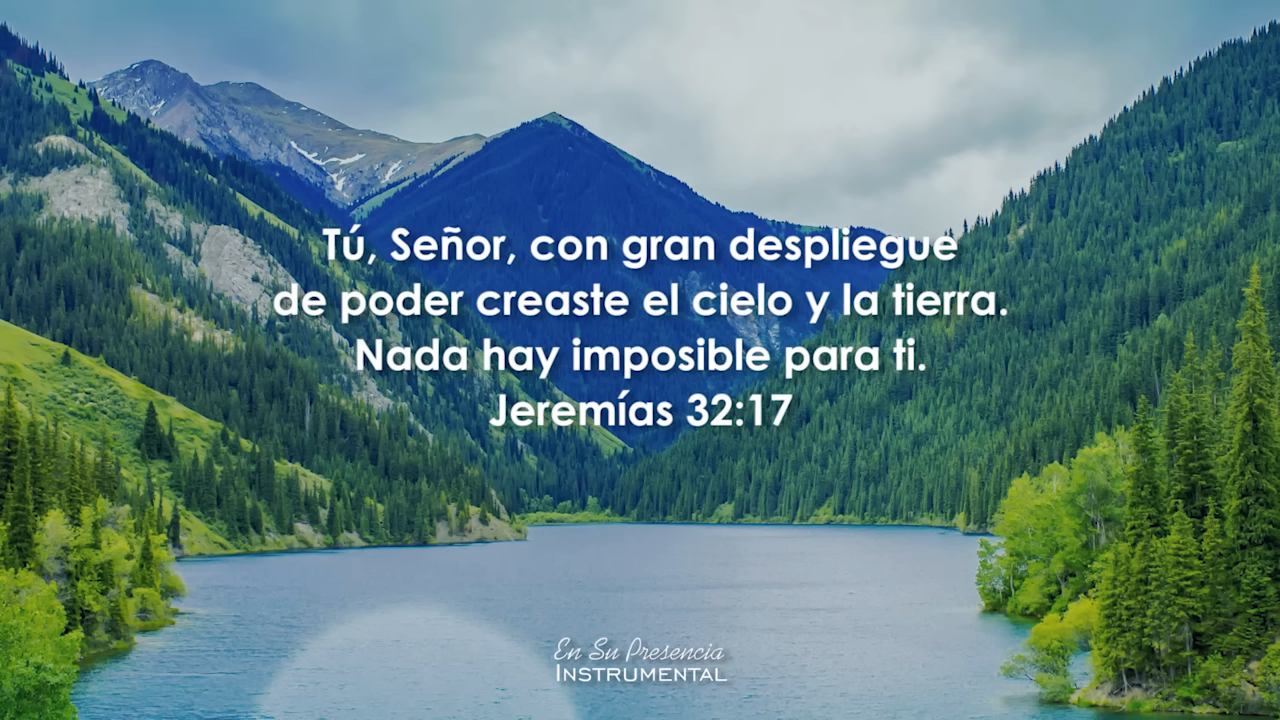 Tú, Señor, con gran despliegue
de poder creaste el cielo y la tierra.
Nada hay imposible para ti.
Jeremías 32:17
En Su Presencia
INSTRUMENTAL